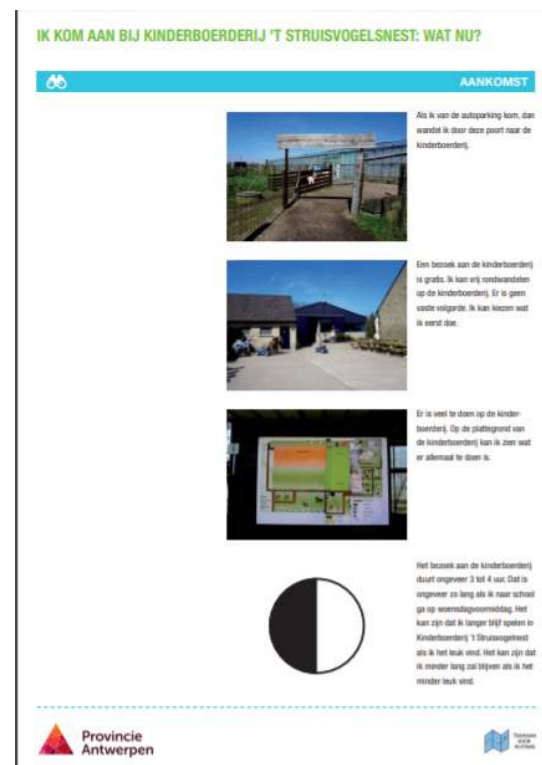 IK KOM AAN BIJ KINDERBOERDERIJ 'T STRUISVOGELSNEST: WAT NU?
AANKOMST
Als ik van de autoparking kom, dan
wandel ik door deze poort naar de
kinderboerderij.
Een bezoek aan de kinderboerderij
is gratis. Ik kan vrij rondwandelen
op de kinderboerderij. Er is geen
vaste volgorde. Ik kan kiezen wat
ik eerst doe.
Er is veel te doen op de kinder-
boerderij. Op de plattegrond van
de kinderboerderij kan ik zien wat
er allemaal te doen is.
Het bezoek aan de kinderboerderij
duurt ongeveer 3 tot 4 uur. Dat is
ongeveer zo lang als ik naar school
ga op woensdagvoormiddag. Het
kan zijn dat ik langer blijf spelen in
Kinderboerderij 't Struisvogelnest
als ik het leuk vind. Het kan zijn dat
ik minder lang zal blijven als ik het
minder leuk vind.
Provincie
Antwerpen